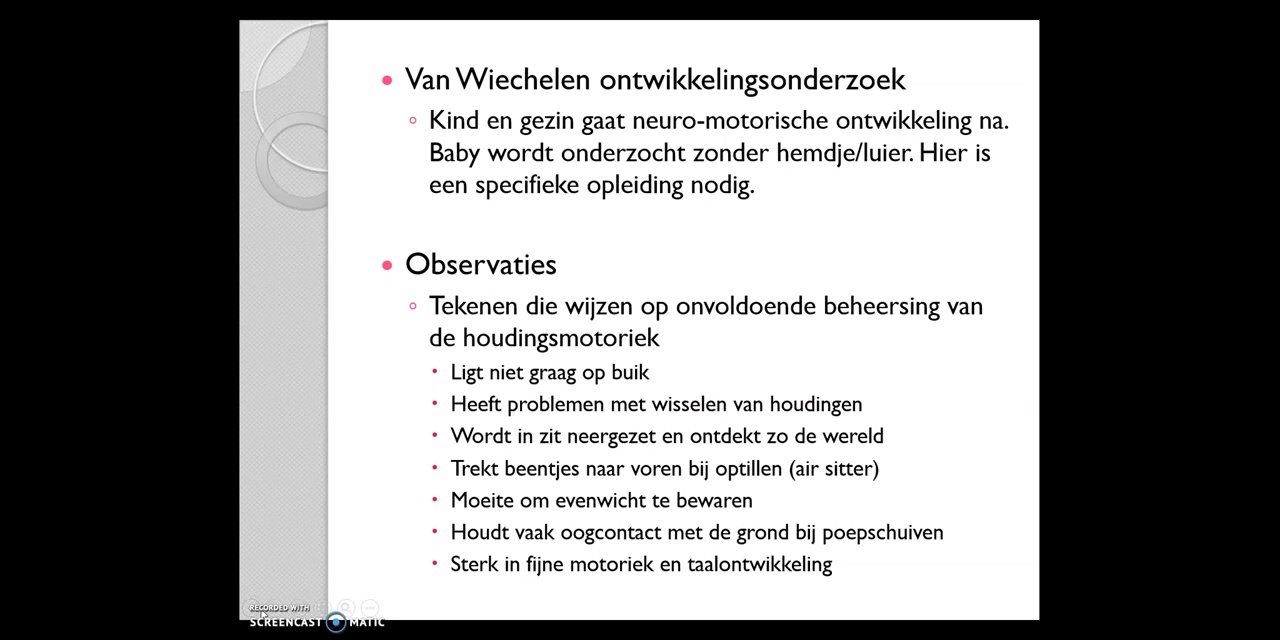 Van Wiechelen ontwikkelingsonderzoek
Kind en gezin gaat neuro-motorische ontwikkeling na.
Baby wordt onderzocht zonder hemdje/luier. Hier is
een specifieke opleiding nodig.
Observaties
Tekenen die wijzen op onvoldoende beheersing van
de houdingsmotoriek
Ligt niet graag op buik
Heeft problemen met wisselen van houdingen
Wordt in zit neergezet en ontdekt zo de wereld
Trekt beentjes naar voren bij optillen (air sitter)
Moeite om evenwicht te bewaren
Houdt vaak oogcontact met de grond bij poepschuiven
Sterk in fijne motoriek en taalontwikkeling
RECORDED WITH
SCREENCAST MATIC